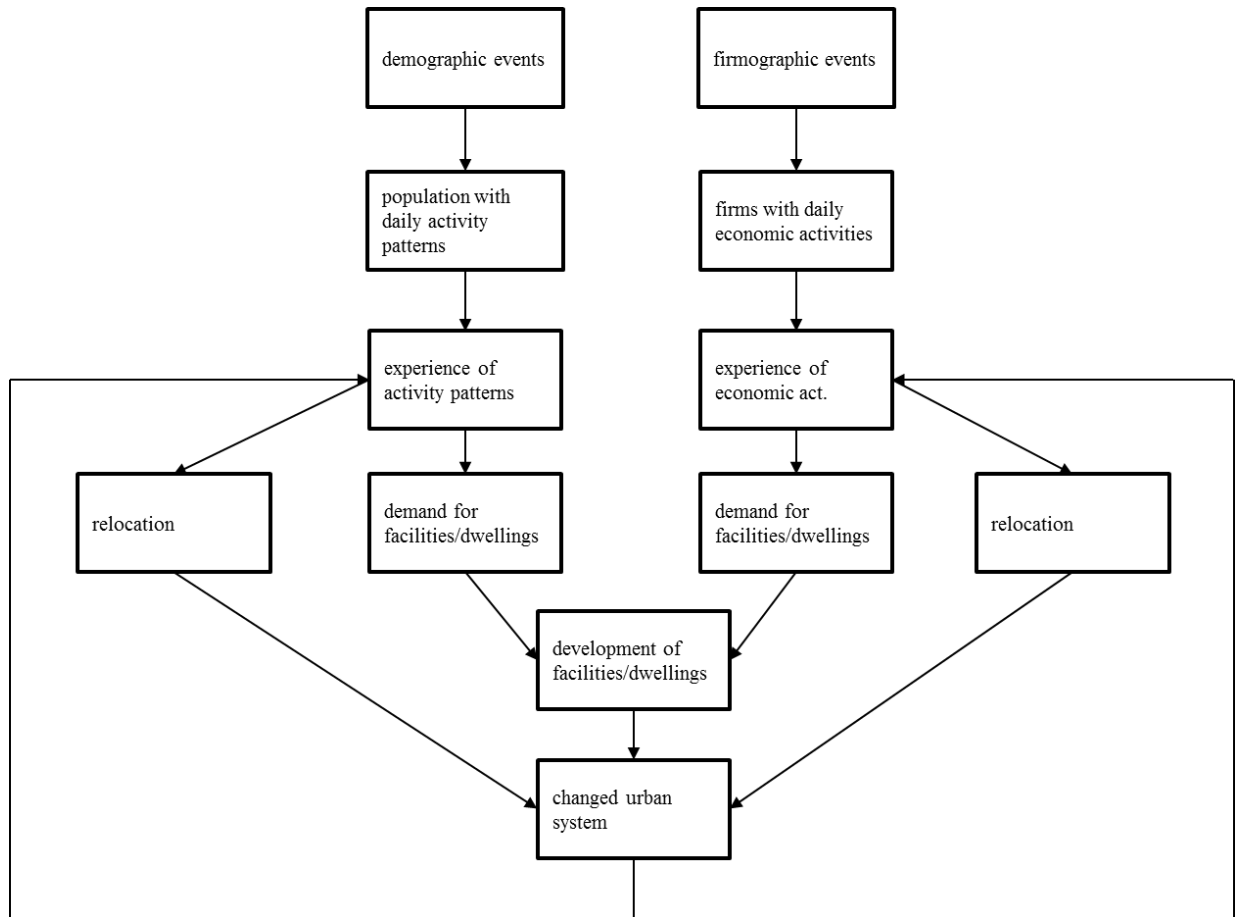 demographic events
firmographic events
population with
daily activity
patterns
firms with daily
economic activities
experience of
activity patterns
experience of
economic act.
relocation
demand for
facilities/dwellings
demand for
facilities/dwellings
relocation
development of
facilities/dwellings
changed urban
system